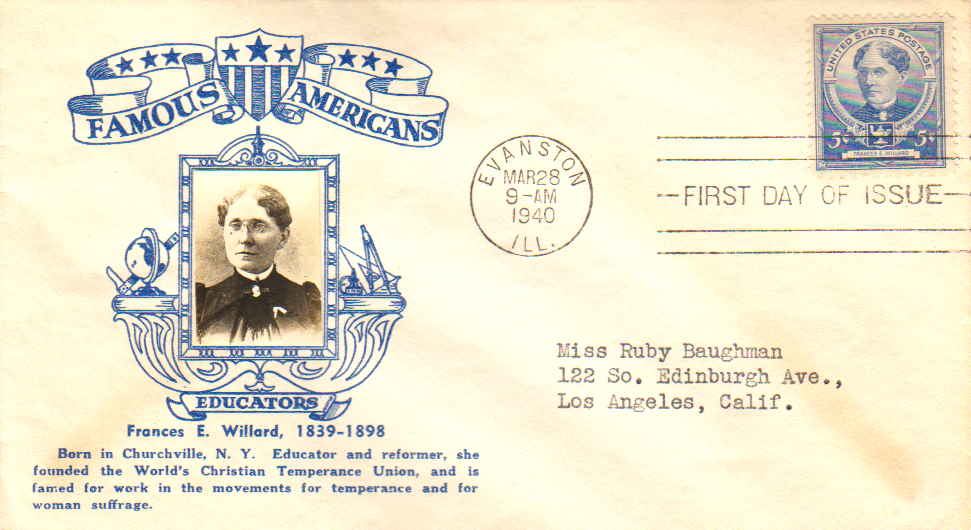 FAMOUS AMERICANS
EDUCATORS
Frances E. Willard, 1839-1898
Born in Churchville, N. Y. Educator and reformer, she
founded the World's Christian Temperance Union, and is
famed for work in the movements for temperance and for
woman suffrage.
EVANSTON
MAR 28
9-AM
1940
ILL.
UNITED STATES POSTAGE
5¢ 5¢
FRANCES E. WILLARD
FIRST DAY OF ISSUE
Miss Ruby Baughman
122 So. Edinburgh Ave.,
Los Angeles, Calif.